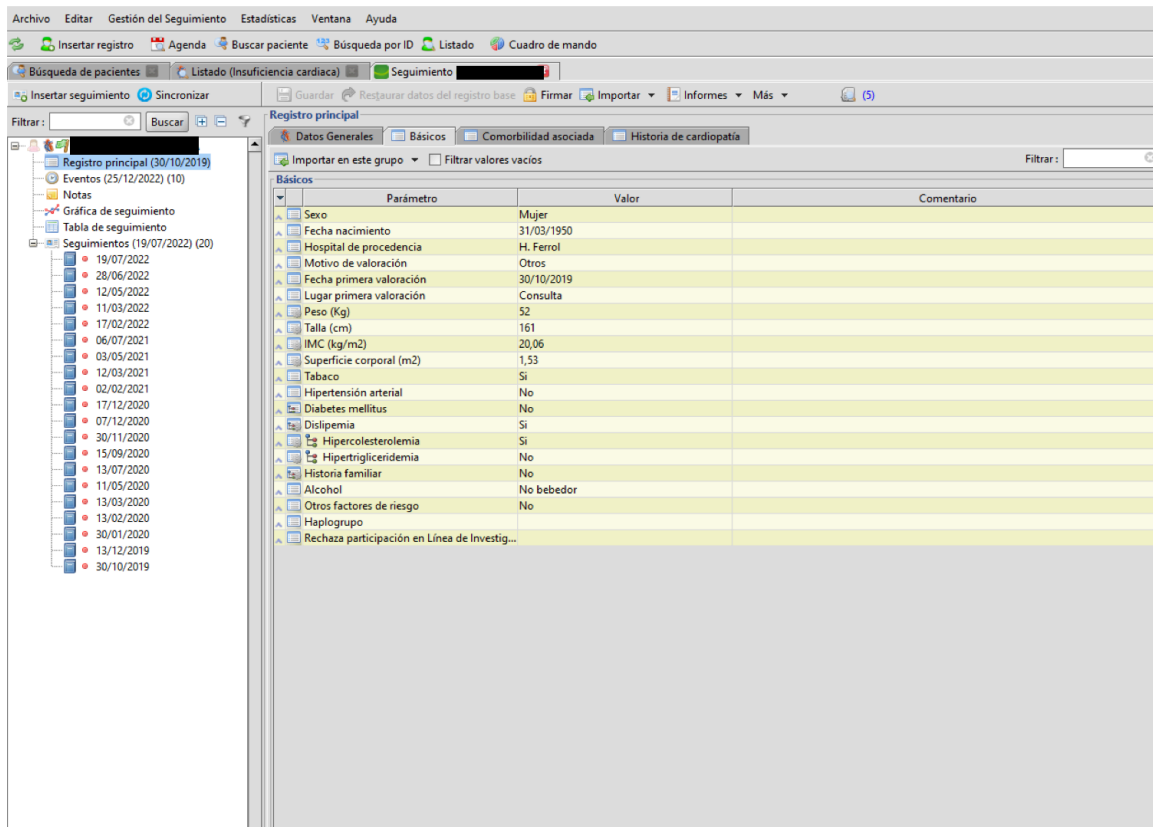 Archivo Editar Gestión del Seguimiento Estadísticas Ventana Ayuda
Insertar registro Agenda Buscar paciente Búsqueda por ID Listado Cuadro de mando
Búsqueda de pacientes Listado (Insuficiencia cardiaca) Seguimiento
Insertar seguimiento Sincronizar Guardar Restaurar datos del registro base Firmar Importar Informes Más (5)
Filtrar: Buscar
Registro principal (30/10/2019)
Eventos (25/12/2022) (10)
Notas
Gráfica de seguimiento
Tabla de seguimiento
Seguimientos (19/07/2022) (20)
19/07/2022
28/06/2022
12/05/2022
11/03/2022
17/02/2022
06/07/2021
03/05/2021
12/03/2021
02/02/2021
17/12/2020
07/12/2020
30/11/2020
15/09/2020
13/07/2020
11/05/2020
13/03/2020
13/02/2020
30/01/2020
13/12/2019
30/10/2019
Registro principal
Datos Generales Básicos Comorbilidad asociada Historia de cardiopatía
Importar en este grupo Filtrar valores vacíos Filtrar:
Básicos
Parámetro Valor Comentario
Sexo Mujer
Fecha nacimiento 31/03/1950
Hospital de procedencia H. Ferrol
Motivo de valoración Otros
Fecha primera valoración 30/10/2019
Lugar primera valoración Consulta
Peso (Kg) 52
Talla (cm) 161
IMC (kg/m2) 20,06
Superficie corporal (m2) 1,53
Tabaco Si
Hipertensión arterial No
Diabetes mellitus No
Dislipemia Si
Hipercolesterolemia Si
Hipertrigliceridemia No
Historia familiar No
Alcohol No bebedor
Otros factores de riesgo No
Haplogrupo
Rechaza participación en Línea de Investig...